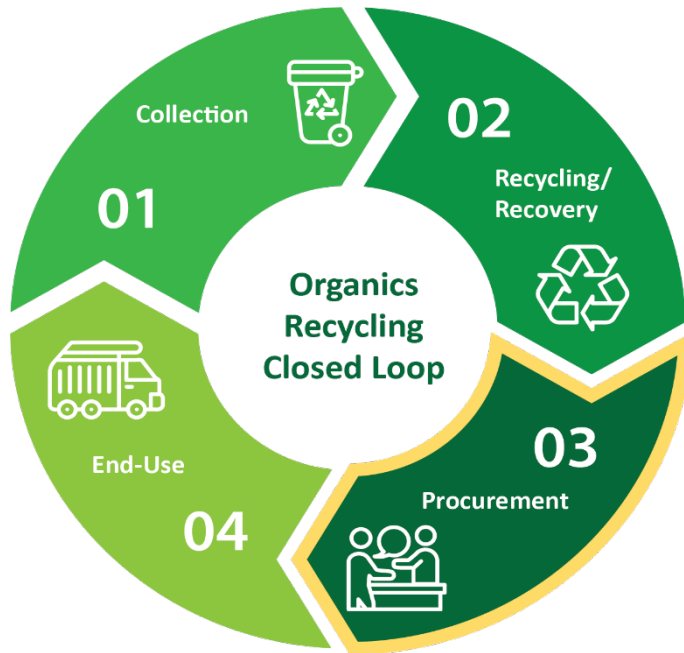 Organics
Recycling
Closed Loop
Collection
01
02
Recycling/
Recovery
03
Procurement
End-Use
04